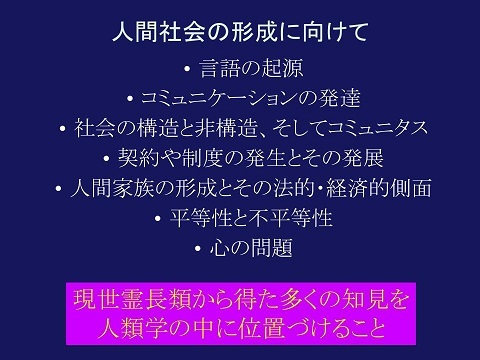 人間社会の形成に向けて
• 言語の起源
• コミュニケーションの発達
• 社会の構造と非構造、そしてコミュニタス
• 契約や制度の発生とその発展
• 人間家族の形成とその法的・経済的側面
• 平等性と不平等性
• 心の問題
現世霊長類から得た多くの知見を
人類学の中に位置づけること